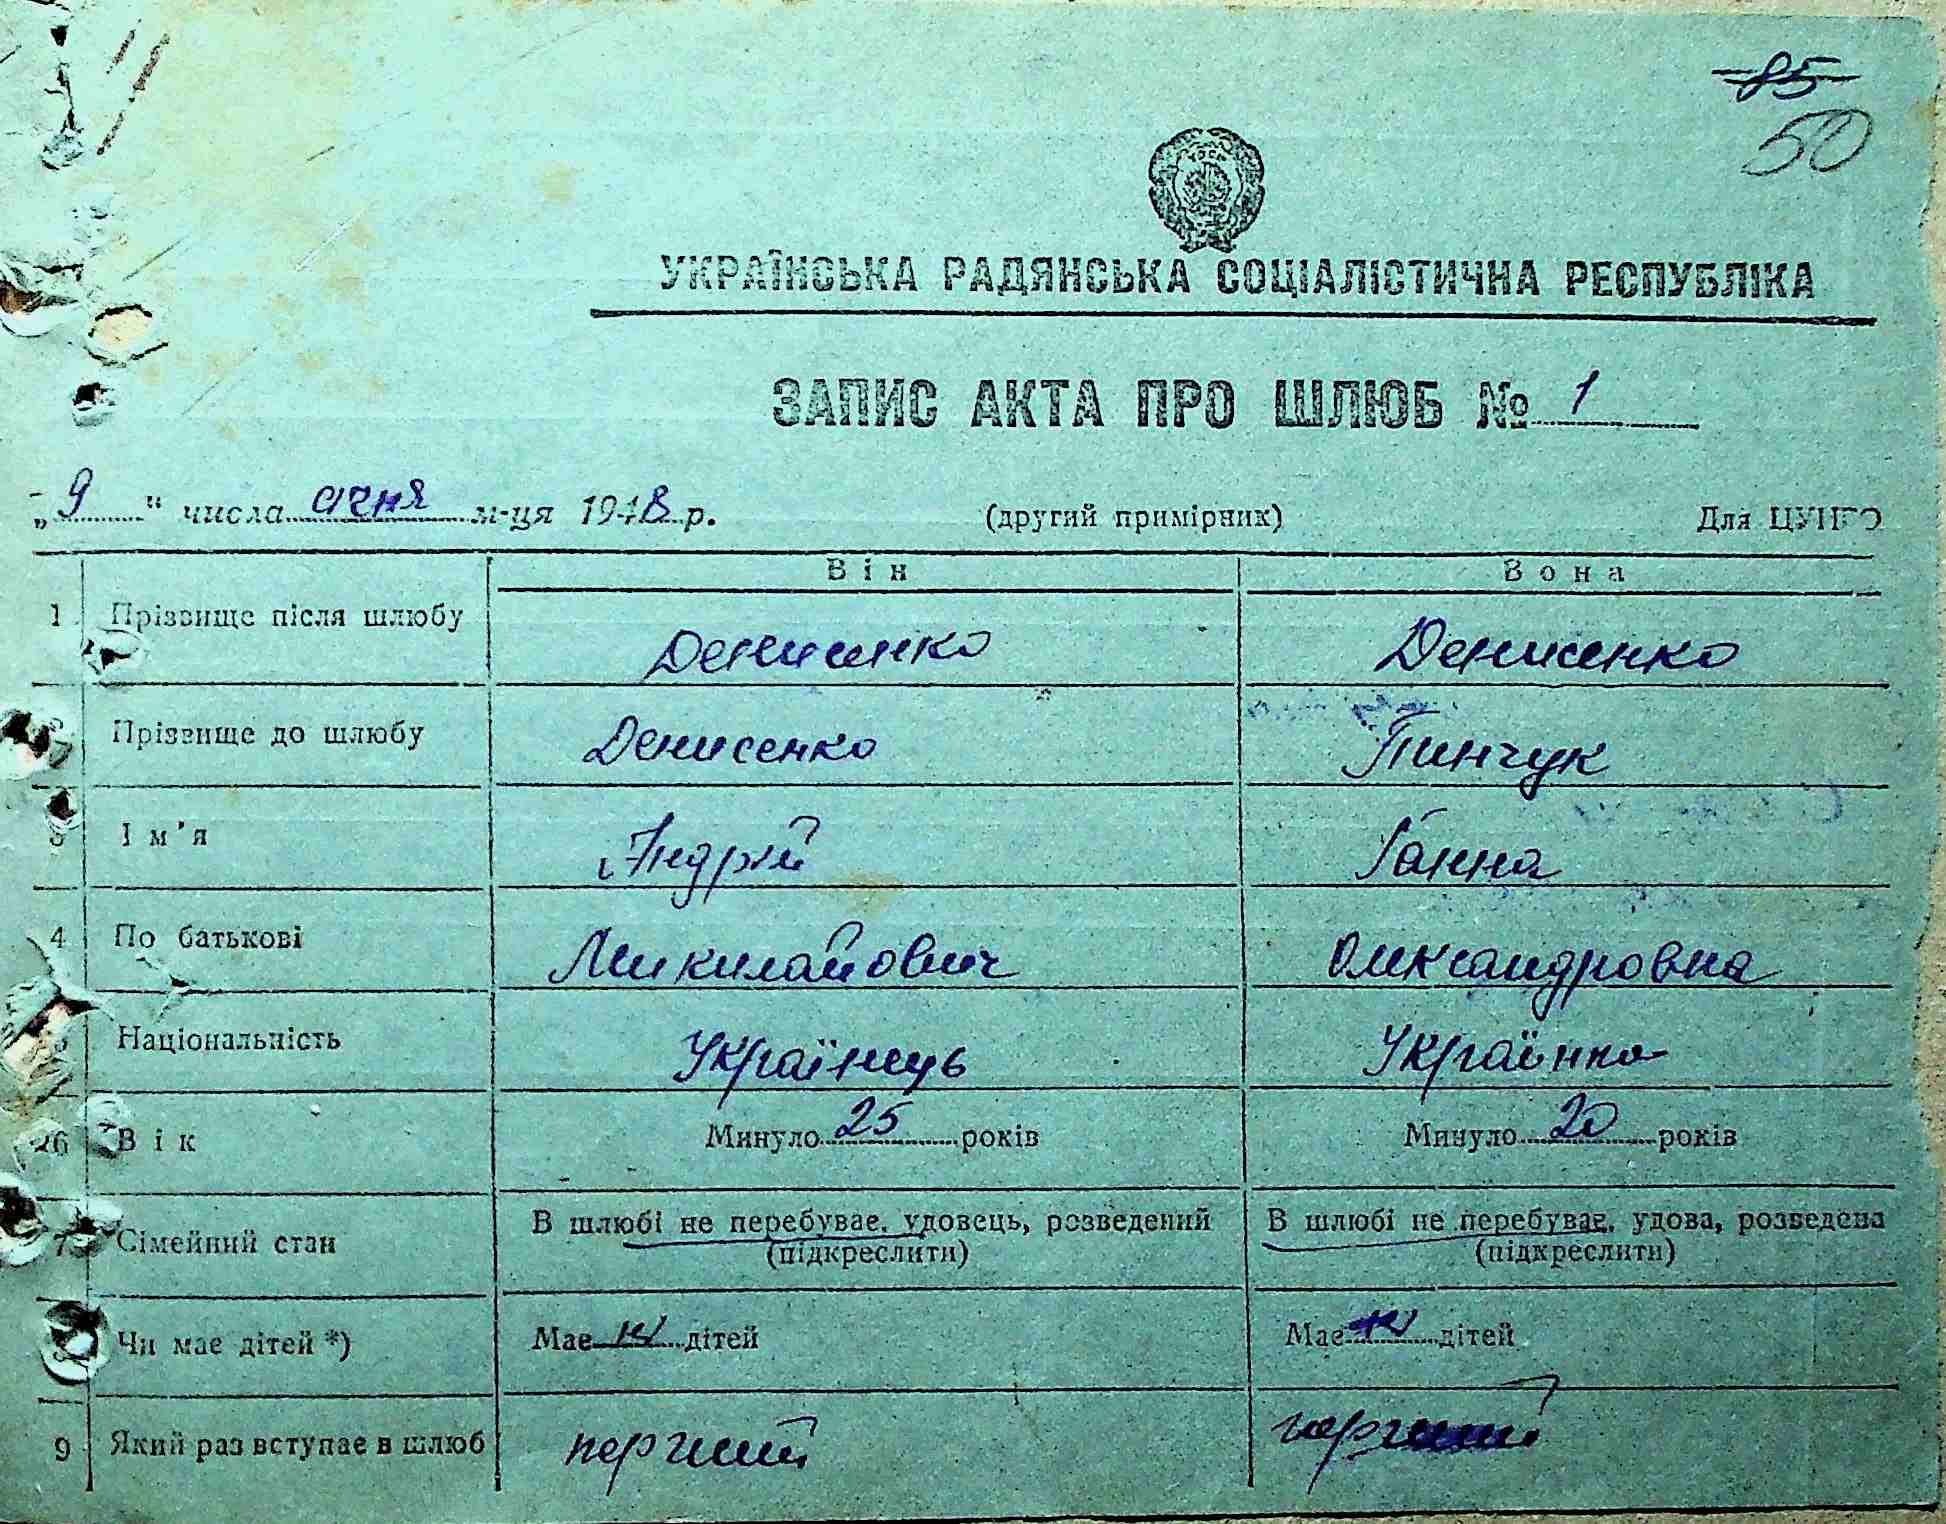 85
50
УКРАЇНСЬКА РАДЯНСЬКА СОЦІАЛІСТИЧНА РЕСПУБЛІКА
ЗАПИС АКТА ПРО ШЛЮБ № 1
„9“ числа січня м-ця 1948 р. (другий примірник) Для ЦУНГО
Він Вона
1 Прізвище після шлюбу Денисенко Денисенко
Прізвище до шлюбу Денисенко Пинчук
3 Ім'я Андрій Ганна
4 По батькові Микилайович Олександровна
Національність Українець Українка
6 Вік Минуло 25 років Минуло 20 років
7 Сімейний стан В шлюбі не перебуває, удовець, розведений В шлюбі не перебуває, удова, розведена
(підкреслити) (підкреслити)
Чи має дітей *) Має дітей Має дітей
9 Який раз вступає в шлюб перший перший